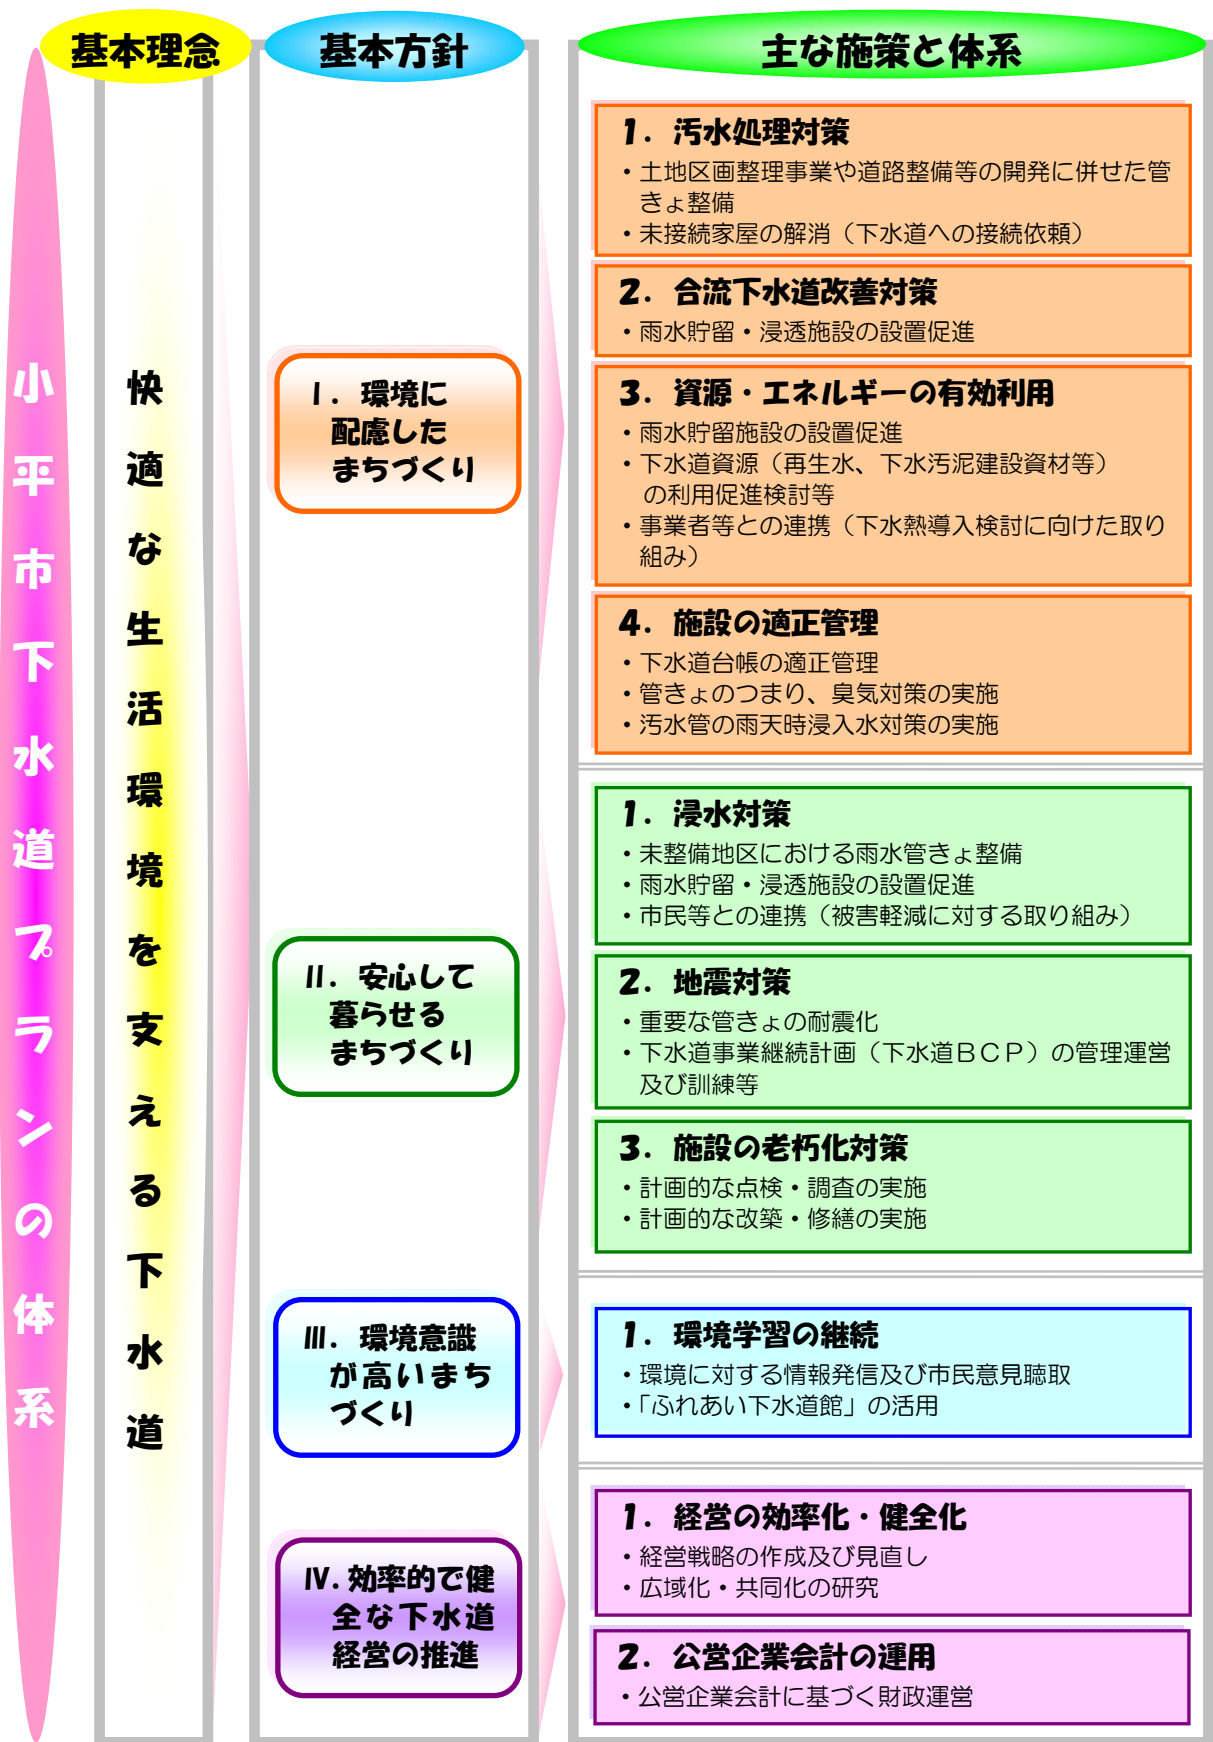 基本理念
基本方針
主な施策と体系
小平市下水道プランの体系
快適な生活環境を支える下水道
Ⅰ．環境に
配慮した
まちづくり
1．汚水処理対策
・土地区画整理事業や道路整備等の開発に併せた管
きょ整備
・未接続家屋の解消（下水道への接続依頼）
2．合流下水道改善対策
・雨水貯留・浸透施設の設置促進
3．資源・エネルギーの有効利用
・雨水貯留施設の設置促進
・下水道資源（再生水、下水汚泥建設資材等）
の利用促進検討等
・事業者等との連携（下水熱導入検討に向けた取り
組み）
4．施設の適正管理
・下水道台帳の適正管理
・管きょのつまり、臭気対策の実施
・汚水管の雨天時浸入水対策の実施
Ⅱ．安心して
暮らせる
まちづくり
1．浸水対策
・未整備地区における雨水管きょ整備
・雨水貯留・浸透施設の設置促進
・市民等との連携（被害軽減に対する取り組み）
2．地震対策
・重要な管きょの耐震化
・下水道事業継続計画（下水道ＢＣＰ）の管理運営
及び訓練等
3．施設の老朽化対策
・計画的な点検・調査の実施
・計画的な改築・修繕の実施
Ⅲ．環境意識
が高いまち
づくり
1．環境学習の継続
・環境に対する情報発信及び市民意見聴取
・「ふれあい下水道館」の活用
Ⅳ．効率的で健
全な下水道
経営の推進
1．経営の効率化・健全化
・経営戦略の作成及び見直し
・広域化・共同化の研究
2．公営企業会計の運用
・公営企業会計に基づく財政運営